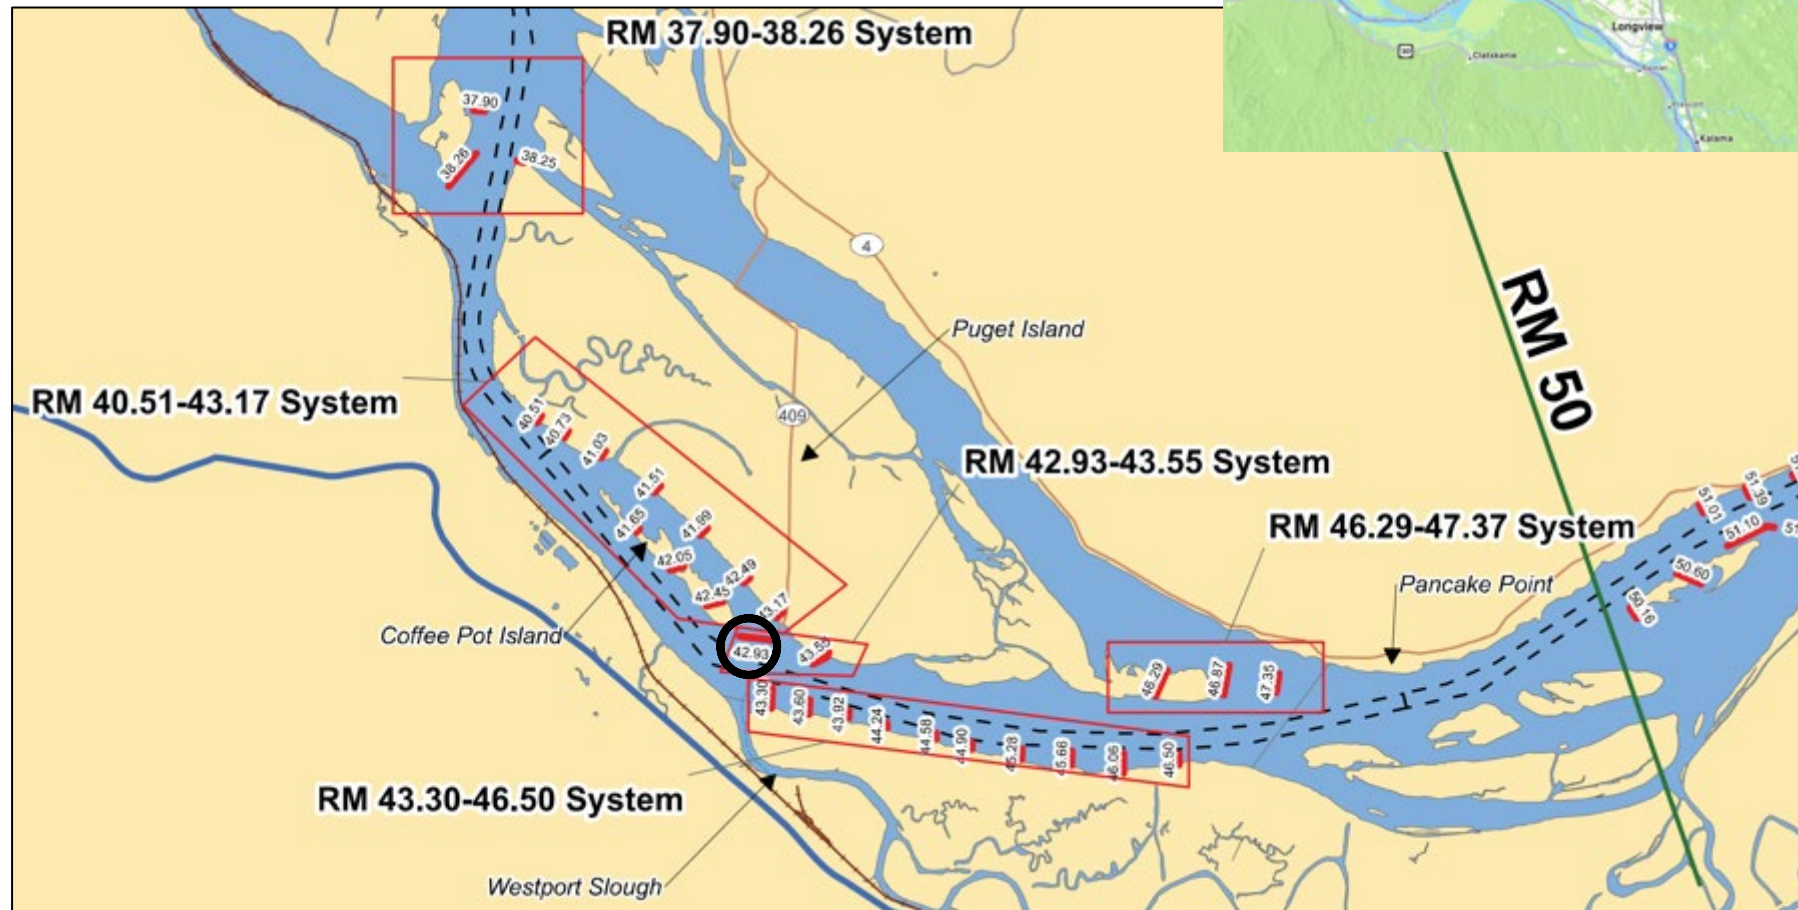 RM 37.90-38.26 System
Longview
30
Clatskanie
5
Kalama
37.90
38.26
38.25
4
Puget Island
RM 50
RM 40.51-43.17 System
40.51
40.73
41.03
409
RM 42.93-43.55 System
41.51
41.65
41.99
RM 46.29-47.37 System
51.01
51.39
51.10
42.05
42.49
42.45
43.17
Pancake Point
50.60
50.16
Coffee Pot Island
42.93
43.55
46.29
46.87
47.35
43.30
43.60
43.92
44.24
44.58
44.90
45.28
45.66
46.06
46.50
RM 43.30-46.50 System
Westport Slough